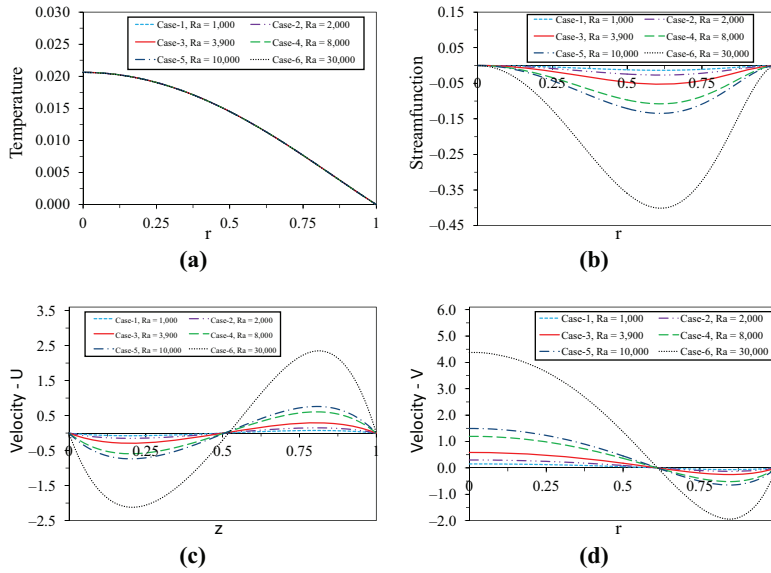 0.030
0.025
0.020
0.015
0.010
0.005
0.000
Temperature
Case-1, Ra = 1,000 Case-2, Ra = 2,000
Case-3, Ra = 3,900 Case-4, Ra = 8,000
Case-5, Ra = 10,000 Case-6, Ra = 30,000
0 0.25 0.5 0.75 1
r
(a)
0.15
0.00
−0.15
−0.30
−0.45
Streamfunction
Case-1, Ra = 1,000 Case-2, Ra = 2,000
Case-3, Ra = 3,900 Case-4, Ra = 8,000
Case-5, Ra = 10,000 Case-6, Ra = 30,000
0 0.25 0.5 0.75
r
(b)
3.5
2.5
1.5
0.5
−0.5
−1.5
−2.5
Velocity - U
Case-1, Ra = 1,000 Case-2, Ra = 2,000
Case-3, Ra = 3,900 Case-4, Ra = 8,000
Case-5, Ra = 10,000 Case-6, Ra = 30,000
0 0.25 0.5 0.75 1
z
(c)
6.0
5.0
4.0
3.0
2.0
1.0
0.0
−1.0
−2.0
Velocity - V
Case-1, Ra = 1,000 Case-2, Ra = 2,000
Case-3, Ra = 3,900 Case-4, Ra = 8,000
Case-5, Ra = 10,000 Case-6, Ra = 30,000
0 0.25 0.5 0.75
r
(d)